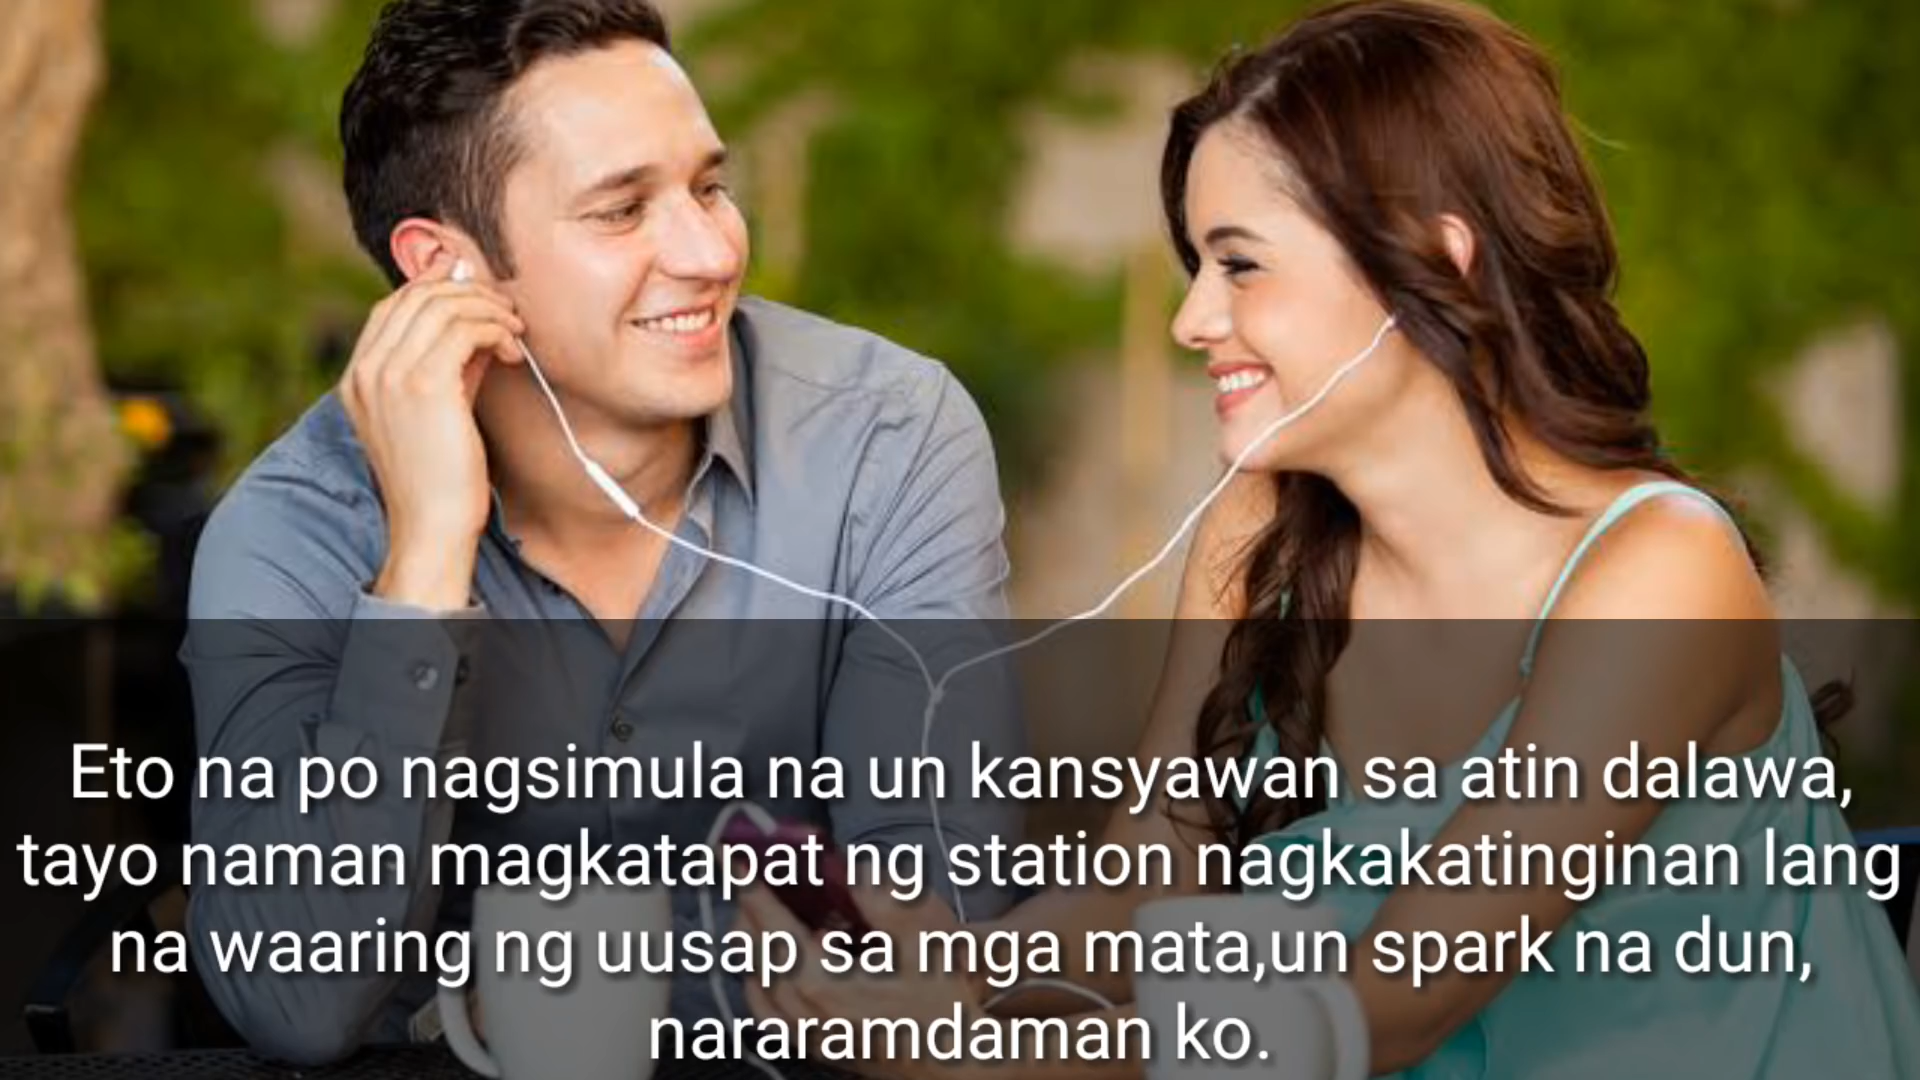 Eto na po nagsimula na un kansyawan sa atin dalawa,
tayo naman magkatapat ng station nagkakatinginan lang
na waaring ng uusap sa mga mata,un spark na dun,
nararamdaman ko.